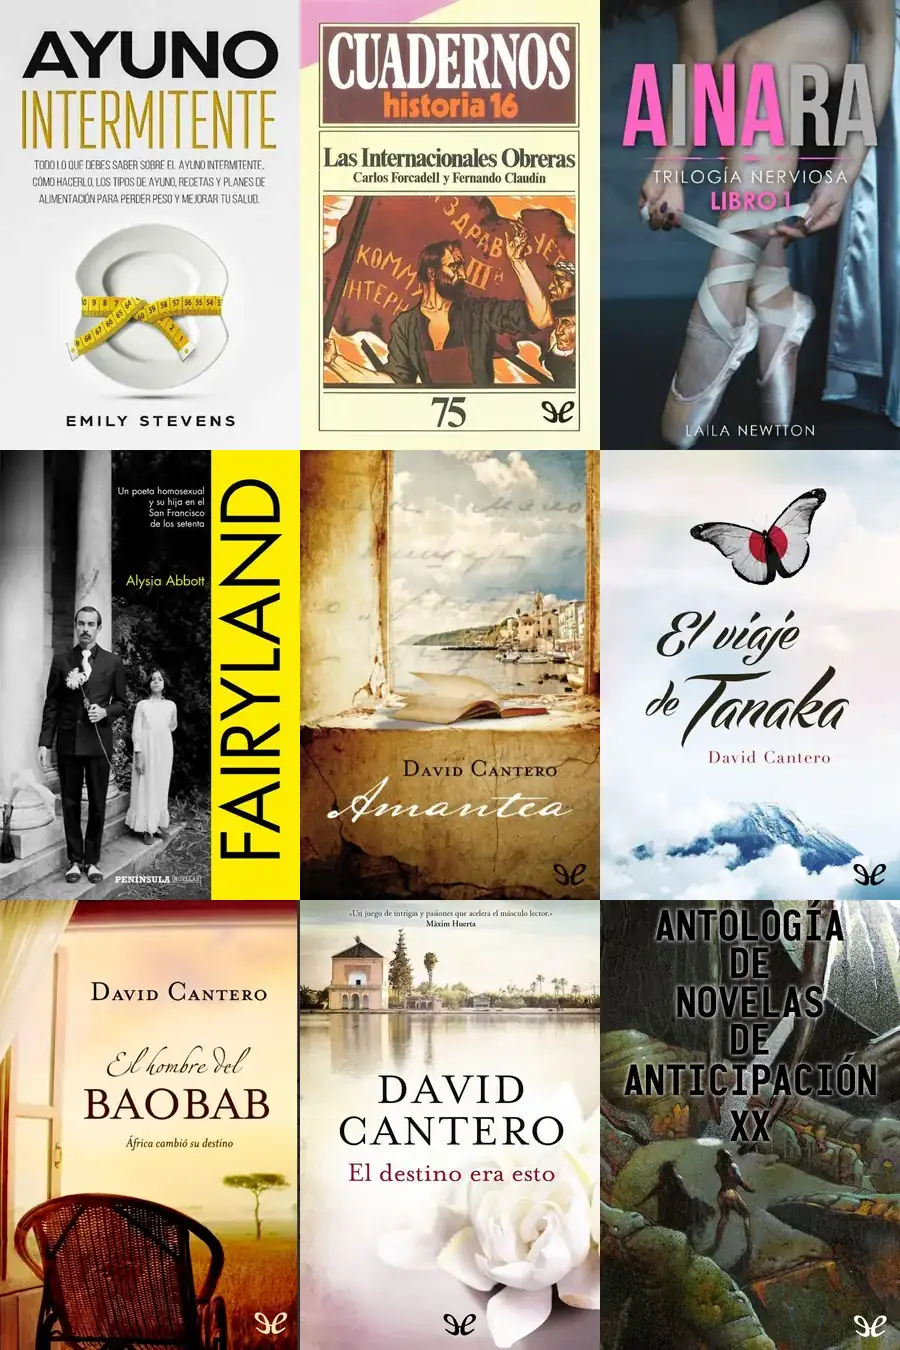 AYUNO
INTERMITENTE
TODO LO QUE DEBES SABER SOBRE EL AYUNO INTERMITENTE,
CÓMO HACERLO, LOS TIPOS DE AYUNO, RECETAS Y PLANES DE
ALIMENTACIÓN PARA PERDER PESO Y MEJORAR TU SALUD.
EMILY STEVENS
CUADERNOS
historia 16
Las Internacionales Obreras
Carlos Forcadell y Fernando Claudín
75
AINARA
TRILOGÍA NERVIOSA
LIBRO 1
LAILA NEWTTON
Un poeta homosexual
y su hija en el
San Francisco
de los setenta
Alysia Abbott
FAIRYLAND
PENÍNSULA HUELLAS
DAVID CANTERO
Amantea
El viaje
de Tanaka
David Cantero
DAVID CANTERO
El hombre del
BAOBAB
África cambió su destino
«Un juego de intrigas y pasiones que acelera el músculo lector.»
Màxim Huerta
DAVID
CANTERO
El destino era esto
ANTOLOGÍA
DE
NOVELAS
DE
ANTICIPACIÓN
XX